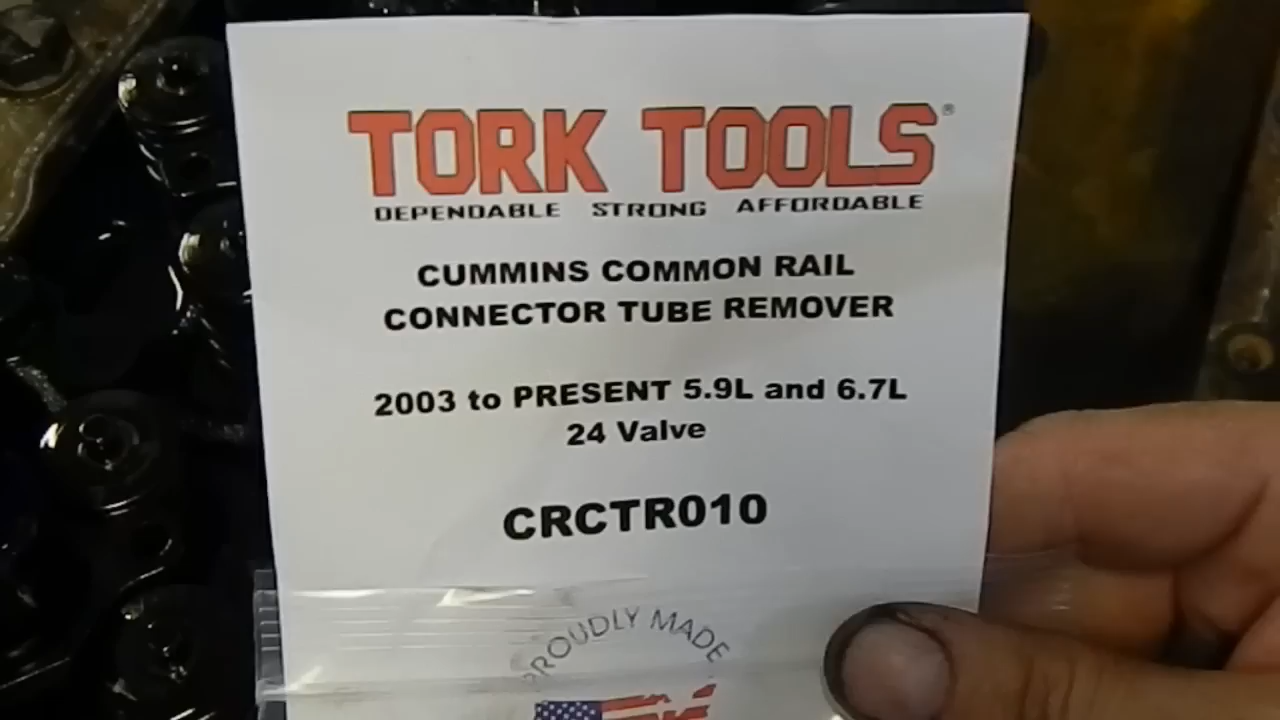 TORK TOOLS®
DEPENDABLE STRONG AFFORDABLE
CUMMINS COMMON RAIL
CONNECTOR TUBE REMOVER
2003 to PRESENT 5.9L and 6.7L
24 Valve
CRCTR010
PROUDLY MADE